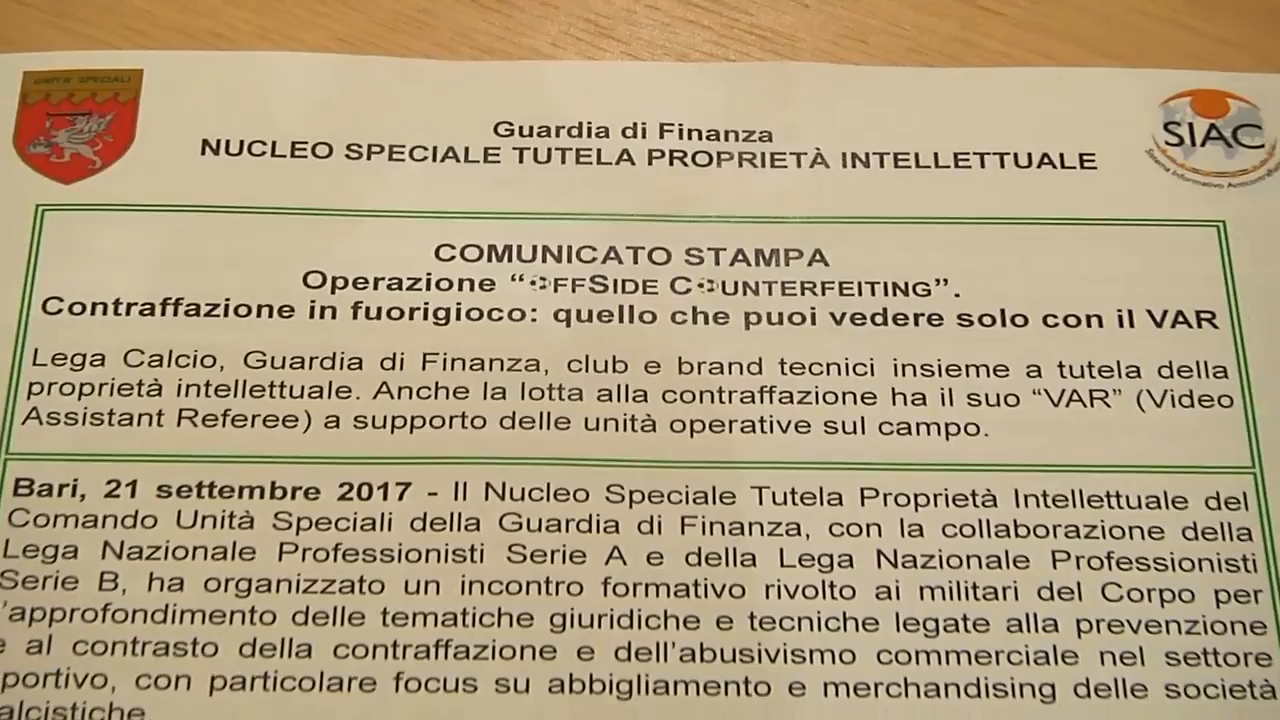 UNITA' SPECIALI
SIAC
Sistema Informativo Anticontraffazione
Guardia di Finanza
NUCLEO SPECIALE TUTELA PROPRIETÀ INTELLETTUALE
COMUNICATO STAMPA
Operazione “OFFSIDE COUNTERFEITING”.
Contraffazione in fuorigioco: quello che puoi vedere solo con il VAR
Lega Calcio, Guardia di Finanza, club e brand tecnici insieme a tutela della
proprietà intellettuale. Anche la lotta alla contraffazione ha il suo “VAR” (Video
Assistant Referee) a supporto delle unità operative sul campo.
Bari, 21 settembre 2017 - Il Nucleo Speciale Tutela Proprietà Intellettuale del
Comando Unità Speciali della Guardia di Finanza, con la collaborazione della
Lega Nazionale Professionisti Serie A e della Lega Nazionale Professionisti
Serie B, ha organizzato un incontro formativo rivolto ai militari del Corpo per
l’approfondimento delle tematiche giuridiche e tecniche legate alla prevenzione
e al contrasto della contraffazione e dell’abusivismo commerciale nel settore
portivo, con particolare focus su abbigliamento e merchandising delle società
alcistiche